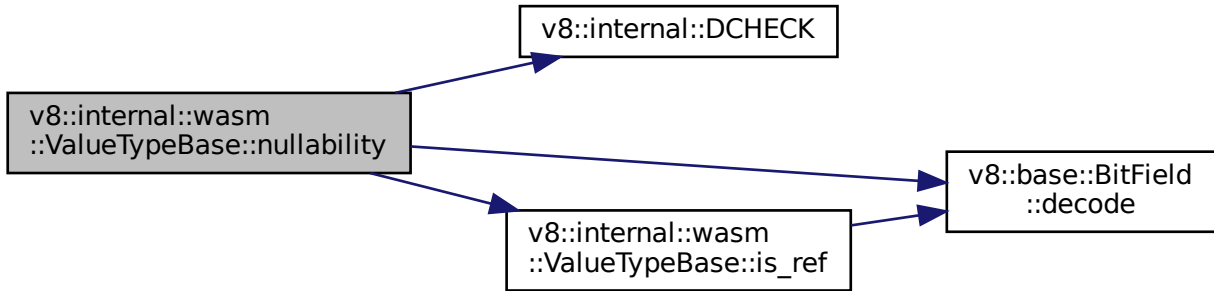 v8::internal::wasm
::ValueTypeBase::nullability
v8::internal::DCHECK
v8::internal::wasm
::ValueTypeBase::is_ref
v8::base::BitField
::decode